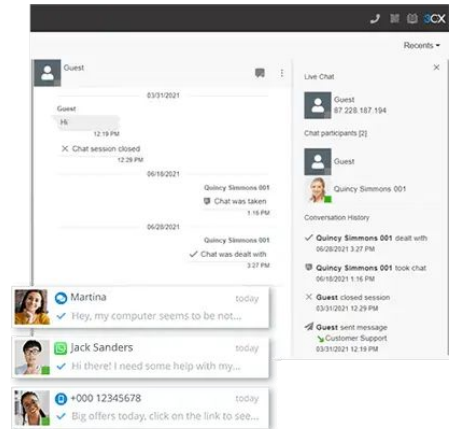 3CX
Recents
Guest
03/31/2021
Guest
Hi
12:19 PM
Chat session closed
12:29 PM
06/18/2021
Quincy Simmons 001
Chat was taken
1:16 PM
06/28/2021
Quincy Simmons 001
Chat was dealt with
3:27 PM
Live Chat
Guest
87.228.187.194
Chat participants [2]
Guest
Quincy Simmons 001
Conversation History
Quincy Simmons 001 dealt with
06/28/2021 3:27 PM
Quincy Simmons 001 took chat
06/18/2021 1:16 PM
Guest closed session
03/31/2021 12:29 PM
Guest sent message
Customer Support
03/31/2021 12:19 PM
Martina today
Hey, my computer seems to be not...
Jack Sanders today
Hi there! I need some help with my...
+000 12345678 today
Big offers today, click on the link to see...